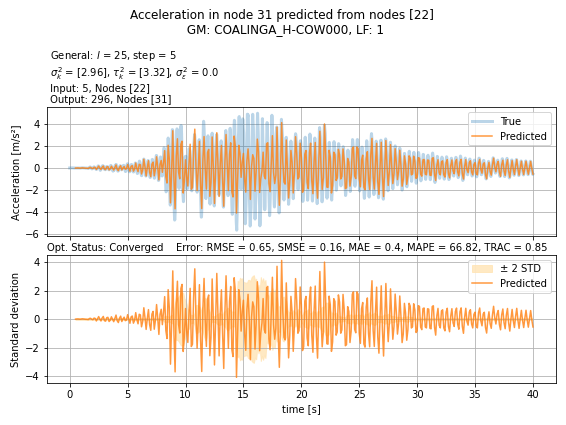 Acceleration in node 31 predicted from nodes [22]
GM: COALINGA_H-COW000, LF: 1
General: l = 25, step = 5
σ²ₖ = [2.96], τ²ₖ = [3.32], σ²ε = 0.0
Input: 5, Nodes [22]
Output: 296, Nodes [31]
Acceleration [m/s²]
4
2
0
−2
−4
−6
True
Predicted
Opt. Status: Converged    Error: RMSE = 0.65, SMSE = 0.16, MAE = 0.4, MAPE = 66.82, TRAC = 0.85
Standard deviation
4
2
0
−2
−4
± 2 STD
Predicted
0 5 10 15 20 25 30 35 40
time [s]